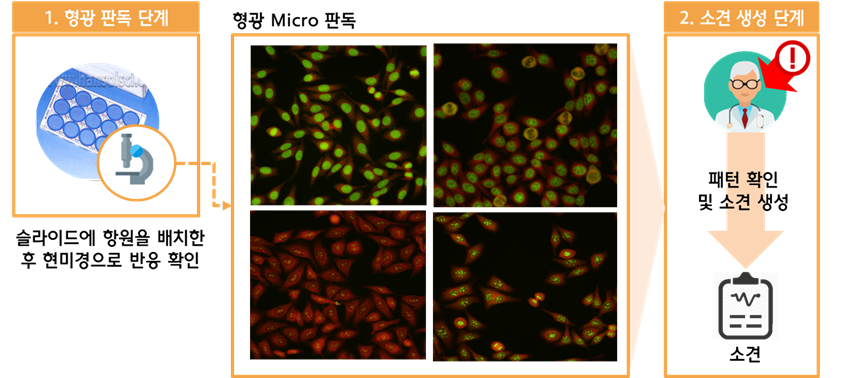 1. 형광 판독 단계
슬라이드에 항원을 배치한
후 현미경으로 반응 확인
형광 Micro 판독
2. 소견 생성 단계
!
패턴 확인
및 소견 생성
소견